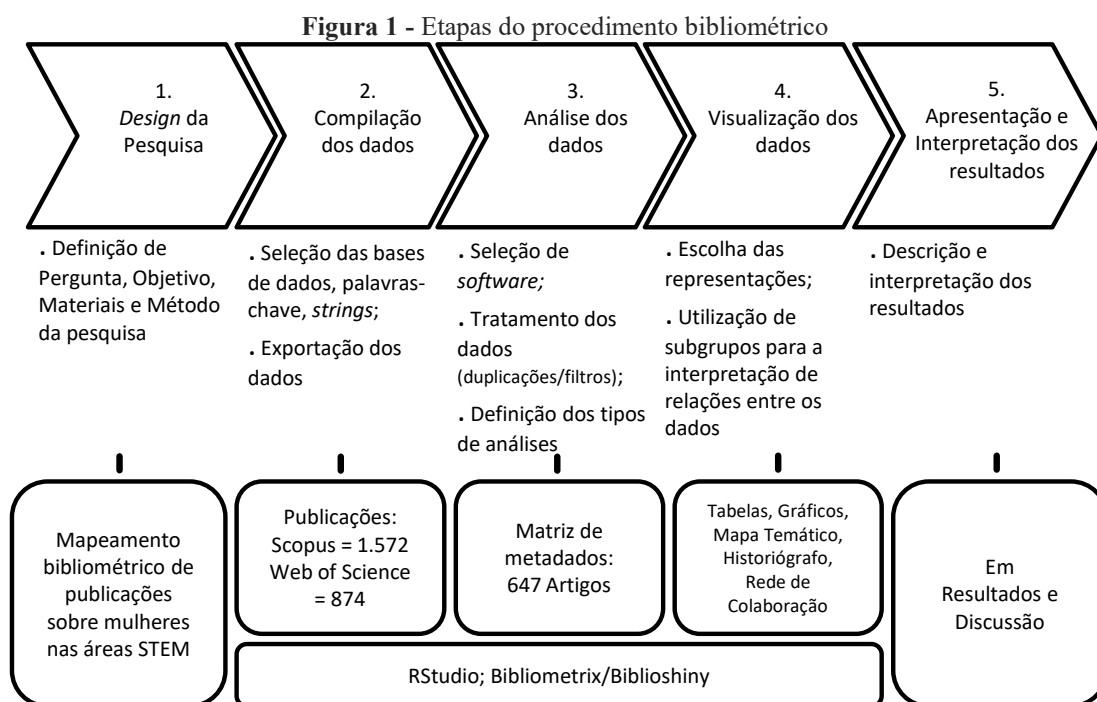 Figura 1 - Etapas do procedimento bibliométrico
1.
Design da
Pesquisa
2.
Compilação
dos dados
3.
Análise dos
dados
4.
Visualização dos
dados
5.
Apresentação e
Interpretação dos
resultados
. Definição de
Pergunta, Objetivo,
Materiais e Método
da pesquisa
. Seleção das bases
de dados, palavras-
chave, strings;
. Exportação dos
dados
. Seleção de
software;
. Tratamento dos
dados
(duplicações/filtros);
. Definição dos tipos
de análises
. Escolha das
representações;
. Utilização de
subgrupos para a
interpretação de
relações entre os
dados
. Descrição e
interpretação dos
resultados
Mapeamento
bibliométrico de
publicações
sobre mulheres
nas áreas STEM
Publicações:
Scopus = 1.572
Web of Science
= 874
Matriz de
metadados:
647 Artigos
Tabelas, Gráficos,
Mapa Temático,
Historiógrafo,
Rede de
Colaboração
Em
Resultados e
Discussão
RStudio; Bibliometrix/Biblioshiny